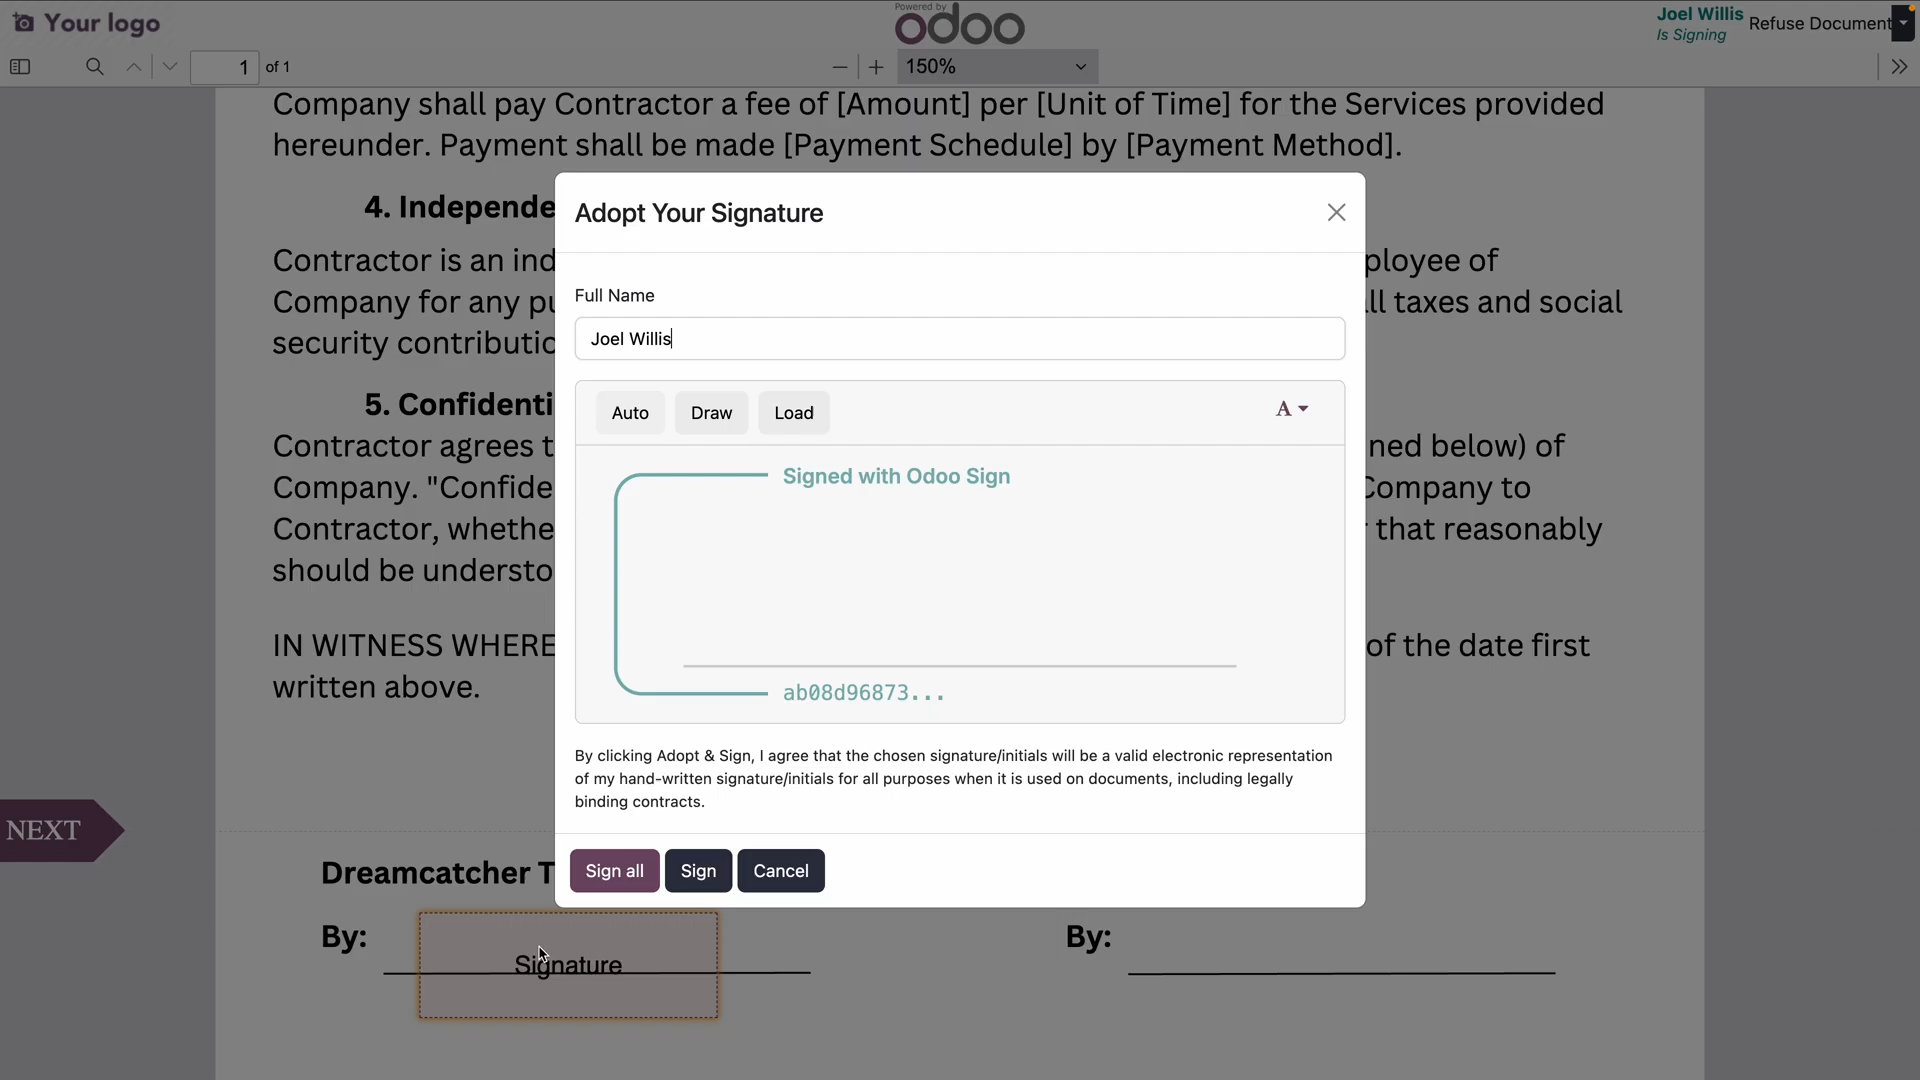 Your logo
Powered by
odoo
Joel Willis
Is Signing
Refuse Document
1 of 1
150%
Company shall pay Contractor a fee of [Amount] per [Unit of Time] for the Services provided
hereunder. Payment shall be made [Payment Schedule] by [Payment Method].
4. Independe
Contractor is an ind
ployee of
Company for any pu
ll taxes and social
security contributio
5. Confidenti
Contractor agrees t
ned below) of
Company. "Confide
Company to
Contractor, whethe
r that reasonably
should be understo
IN WITNESS WHERE
of the date first
written above.
Adopt Your Signature
Full Name
Joel Willis
Auto
Draw
Load
A
Signed with Odoo Sign
ab08d96873...
By clicking Adopt & Sign, I agree that the chosen signature/initials will be a valid electronic representation
of my hand-written signature/initials for all purposes when it is used on documents, including legally
binding contracts.
Sign all
Sign
Cancel
NEXT
Dreamcatcher T
By:
Signature
By: